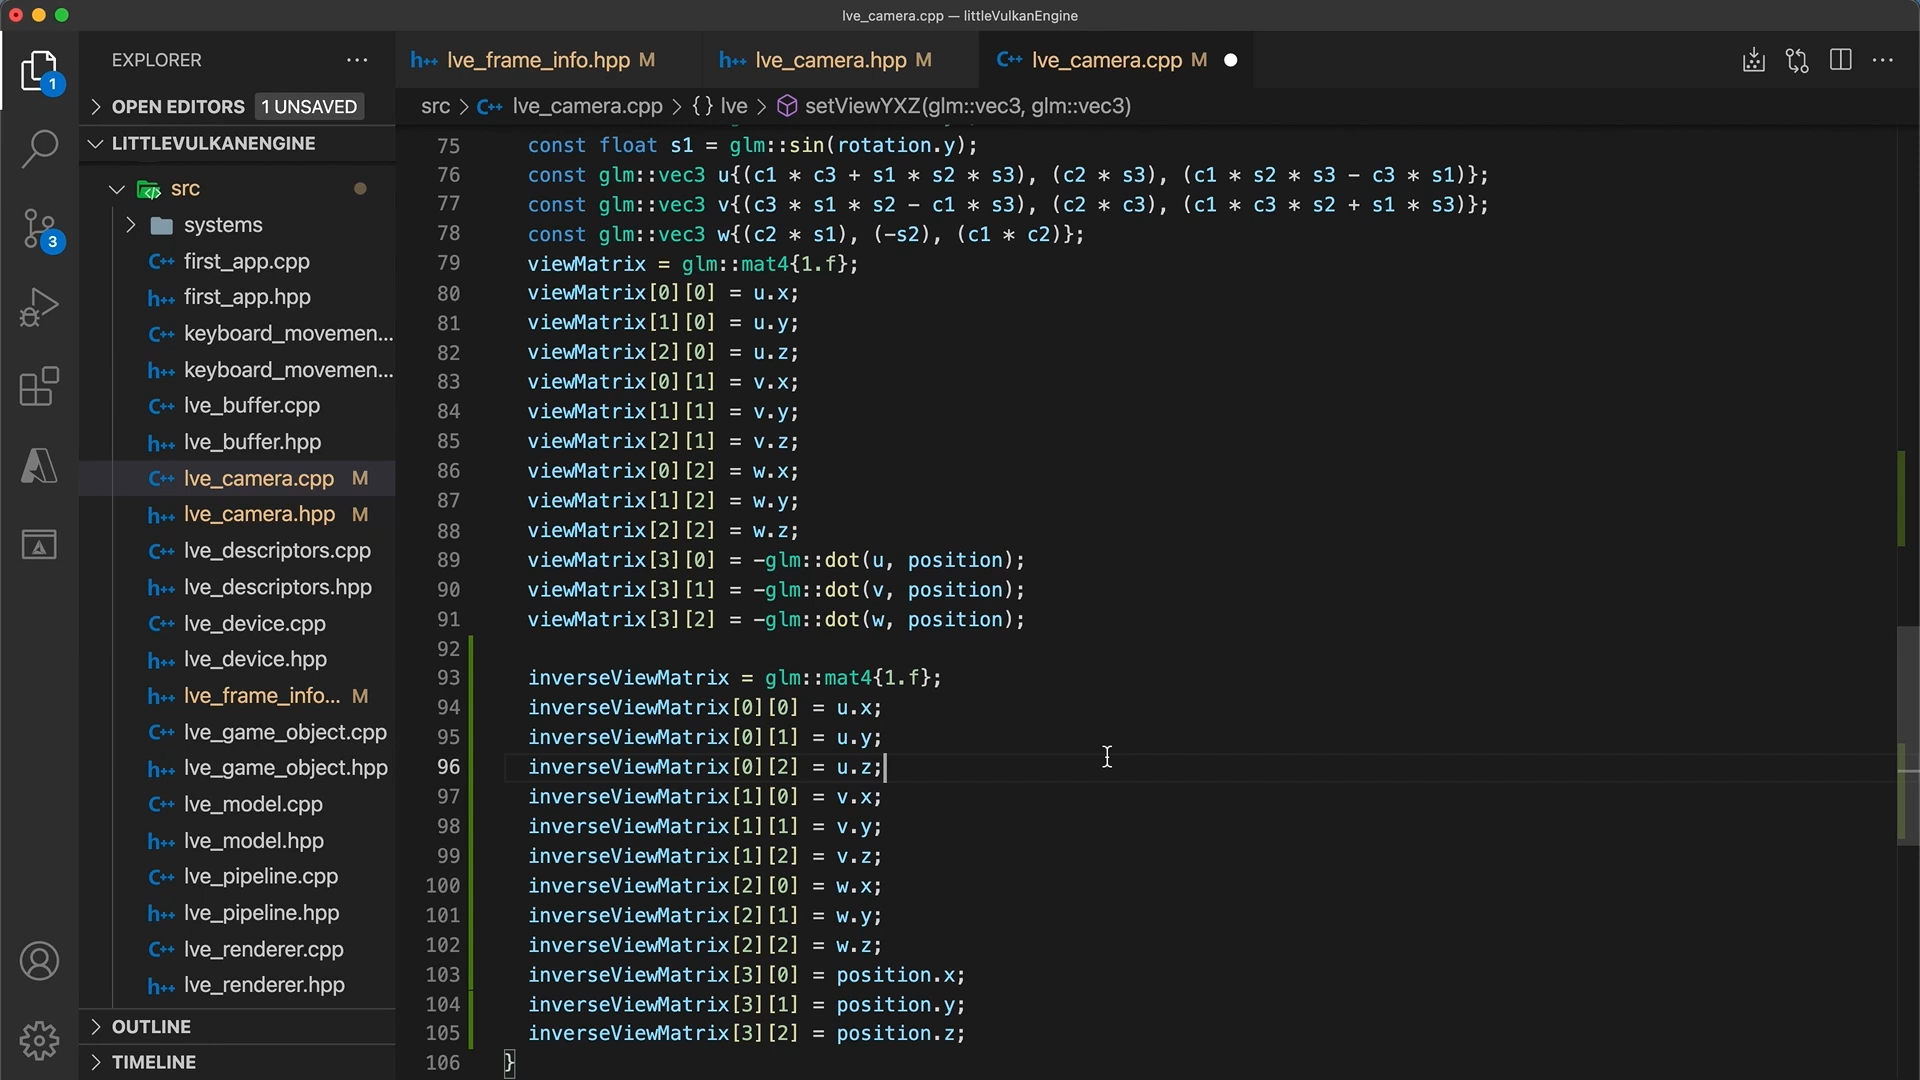 lve_camera.cpp — littleVulkanEngine
EXPLORER
OPEN EDITORS 1 UNSAVED
LITTLEVULKANENGINE
src
systems
C++ first_app.cpp
h++ first_app.hpp
C++ keyboard_movemen...
h++ keyboard_movemen...
C++ lve_buffer.cpp
h++ lve_buffer.hpp
C++ lve_camera.cpp M
h++ lve_camera.hpp M
C++ lve_descriptors.cpp
h++ lve_descriptors.hpp
C++ lve_device.cpp
h++ lve_device.hpp
h++ lve_frame_info... M
C++ lve_game_object.cpp
h++ lve_game_object.hpp
C++ lve_model.cpp
h++ lve_model.hpp
C++ lve_pipeline.cpp
h++ lve_pipeline.hpp
C++ lve_renderer.cpp
h++ lve_renderer.hpp
OUTLINE
TIMELINE
1
3
h++ lve_frame_info.hpp M
h++ lve_camera.hpp M
C++ lve_camera.cpp M
src > C++ lve_camera.cpp > {} lve > setViewYXZ(glm::vec3, glm::vec3)
75 const float s1 = glm::sin(rotation.y);
76 const glm::vec3 u{(c1 * c3 + s1 * s2 * s3), (c2 * s3), (c1 * s2 * s3 - c3 * s1)};
77 const glm::vec3 v{(c3 * s1 * s2 - c1 * s3), (c2 * c3), (c1 * c3 * s2 + s1 * s3)};
78 const glm::vec3 w{(c2 * s1), (-s2), (c1 * c2)};
79 viewMatrix = glm::mat4{1.f};
80 viewMatrix[0][0] = u.x;
81 viewMatrix[1][0] = u.y;
82 viewMatrix[2][0] = u.z;
83 viewMatrix[0][1] = v.x;
84 viewMatrix[1][1] = v.y;
85 viewMatrix[2][1] = v.z;
86 viewMatrix[0][2] = w.x;
87 viewMatrix[1][2] = w.y;
88 viewMatrix[2][2] = w.z;
89 viewMatrix[3][0] = -glm::dot(u, position);
90 viewMatrix[3][1] = -glm::dot(v, position);
91 viewMatrix[3][2] = -glm::dot(w, position);
92
93 inverseViewMatrix = glm::mat4{1.f};
94 inverseViewMatrix[0][0] = u.x;
95 inverseViewMatrix[0][1] = u.y;
96 inverseViewMatrix[0][2] = u.z;
97 inverseViewMatrix[1][0] = v.x;
98 inverseViewMatrix[1][1] = v.y;
99 inverseViewMatrix[1][2] = v.z;
100 inverseViewMatrix[2][0] = w.x;
101 inverseViewMatrix[2][1] = w.y;
102 inverseViewMatrix[2][2] = w.z;
103 inverseViewMatrix[3][0] = position.x;
104 inverseViewMatrix[3][1] = position.y;
105 inverseViewMatrix[3][2] = position.z;
106 }